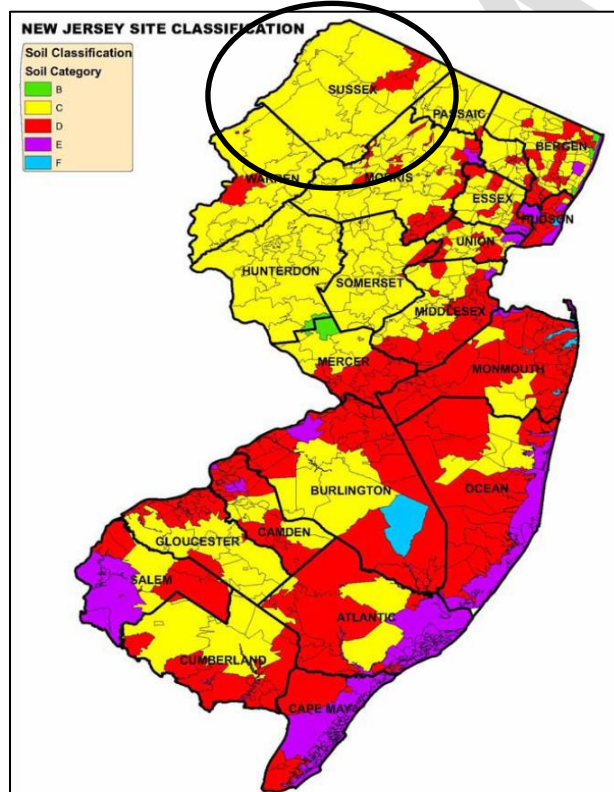 NEW JERSEY SITE CLASSIFICATION
Soil Classification
Soil Category
B
C
D
E
F
SUSSEX
PASSAIC
BERGEN
WARREN
MORRIS
ESSEX
HUDSON
UNION
HUNTERDON
SOMERSET
MIDDLESEX
MERCER
MONMOUTH
BURLINGTON
OCEAN
CAMDEN
GLOUCESTER
SALEM
ATLANTIC
CUMBERLAND
CAPE MAY